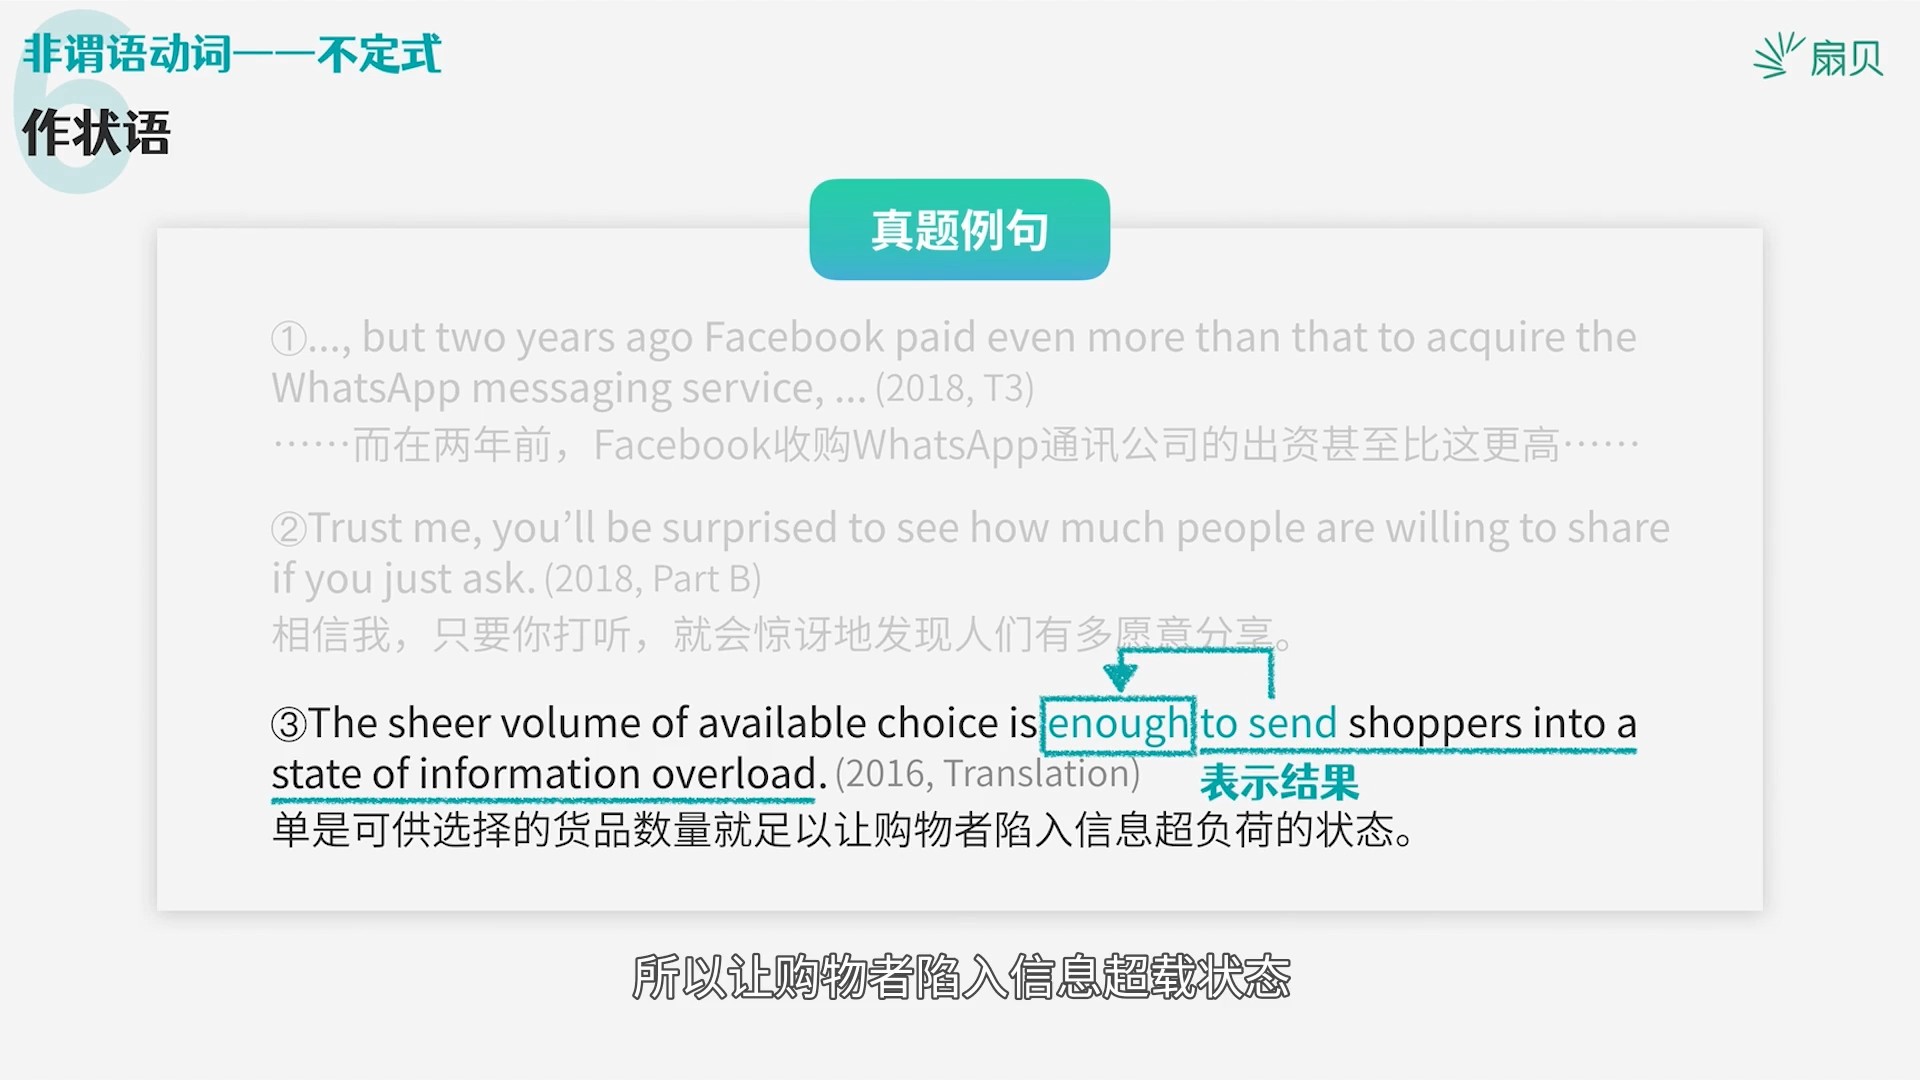 6
非谓语动词——不定式
扇贝
作状语
真题例句
①..., but two years ago Facebook paid even more than that to acquire the
WhatsApp messaging service, ... (2018, T3)
……而在两年前，Facebook收购WhatsApp通讯公司的出资甚至比这更高……
②Trust me, you’ll be surprised to see how much people are willing to share
if you just ask. (2018, Part B)
相信我，只要你打听，就会惊讶地发现人们有多愿意分享。
③The sheer volume of available choice is enough to send shoppers into a
state of information overload. (2016, Translation)
表示结果
单是可供选择的货品数量就足以让购物者陷入信息超负荷的状态。
所以让购物者陷入信息超载状态